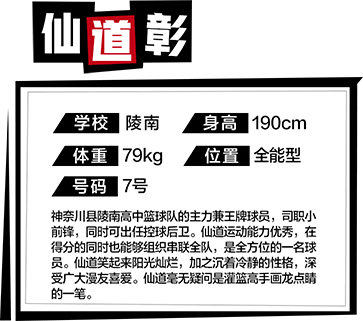 仙道彰
学校 陵南 身高 190cm
体重 79kg 位置 全能型
号码 7号
神奈川县陵南高中篮球队的主力兼王牌球员，司职小
前锋，同时可出任控球后卫。仙道运动能力优秀，在
得分的同时也能够组织串联全队，是全方位的一名球
员。仙道笑起来阳光灿烂，加之沉着冷静的性格，深
受广大漫友喜爱。仙道毫无疑问是灌篮高手画龙点睛
的一笔。